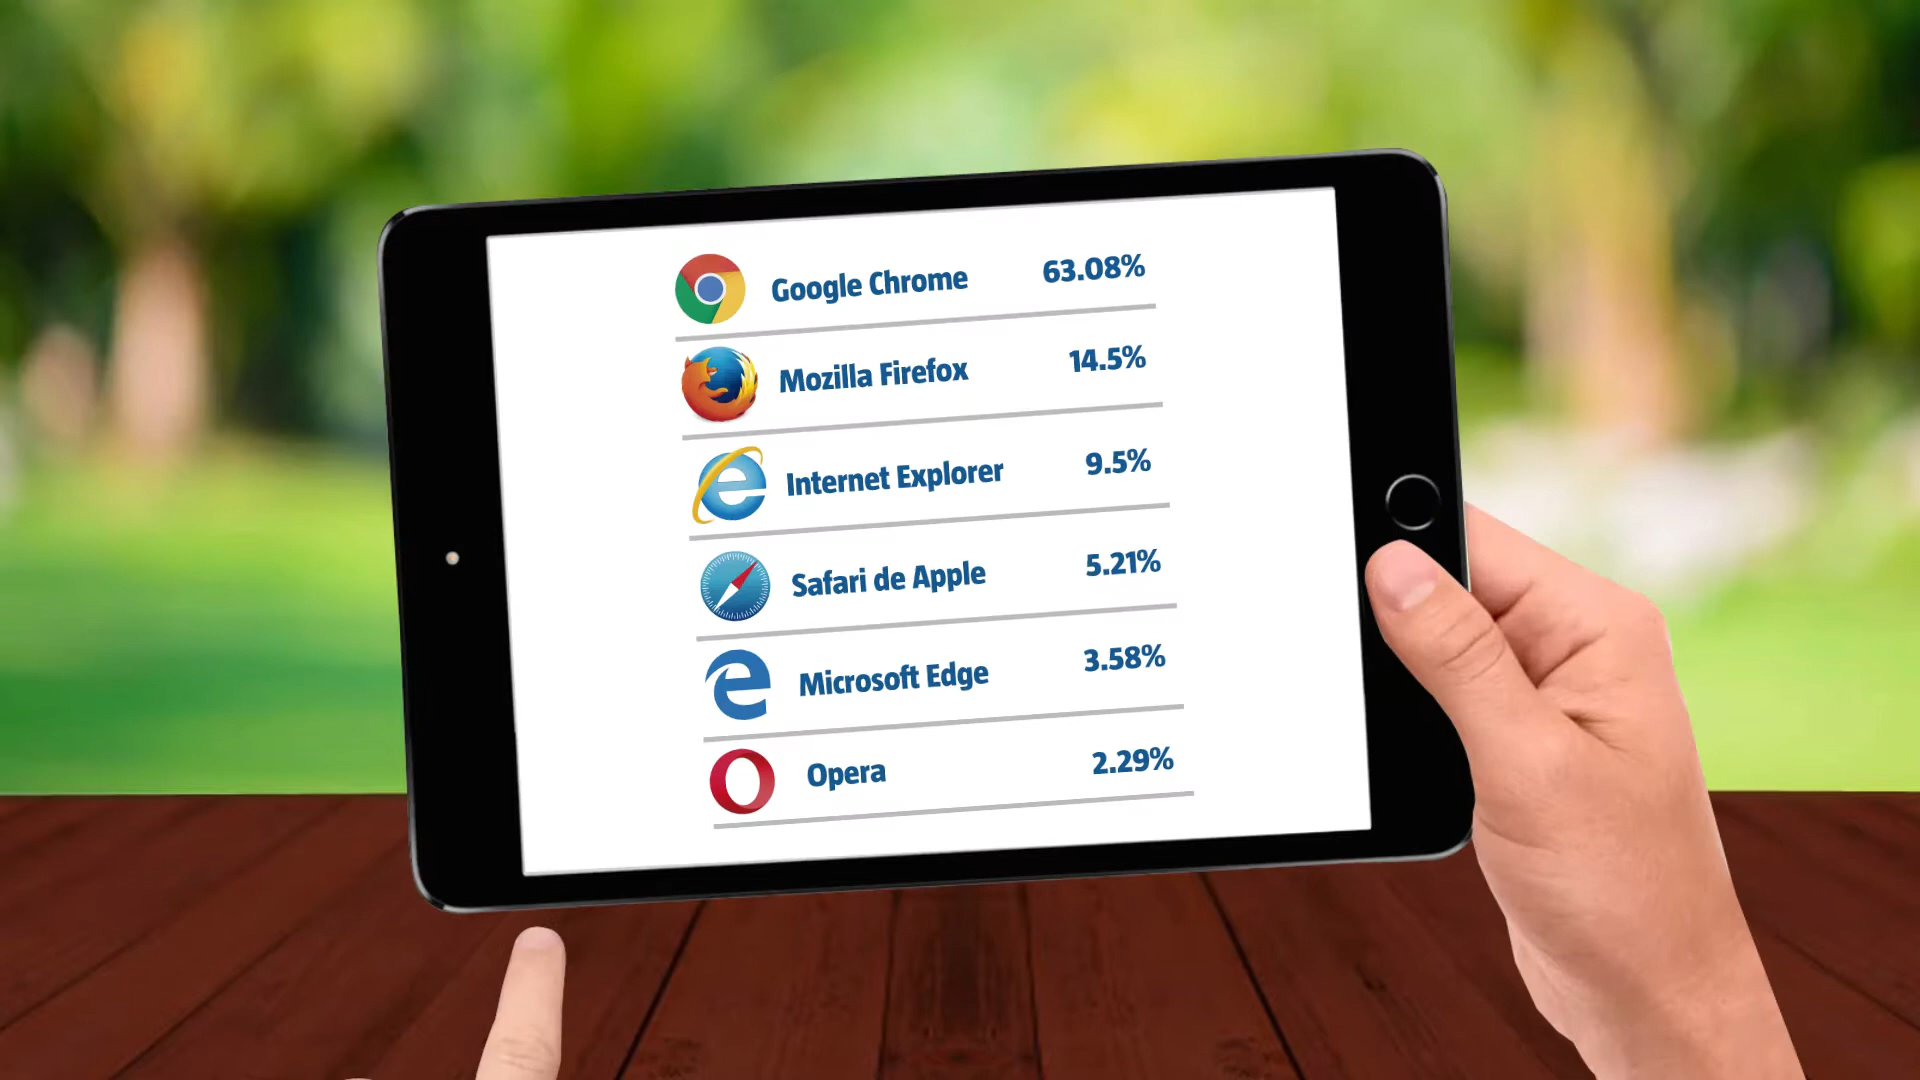 Google Chrome 63.08%
Mozilla Firefox 14.5%
Internet Explorer 9.5%
Safari de Apple 5.21%
Microsoft Edge 3.58%
Opera 2.29%